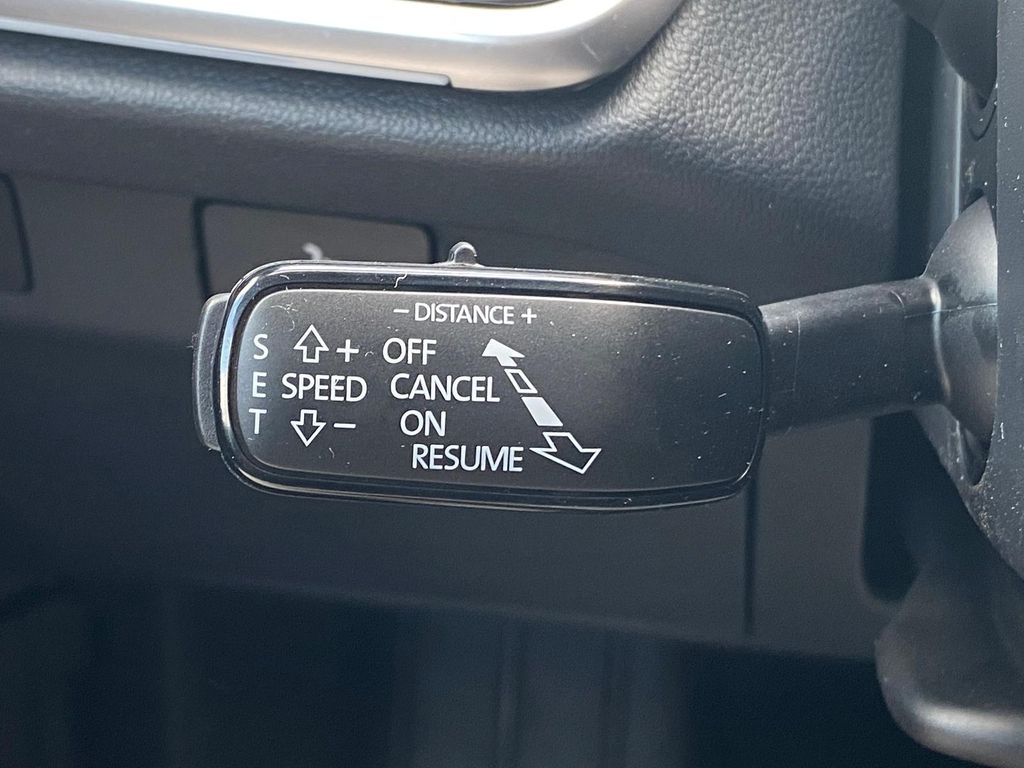 − DISTANCE +
S + OFF
E SPEED CANCEL
T − ON
RESUME